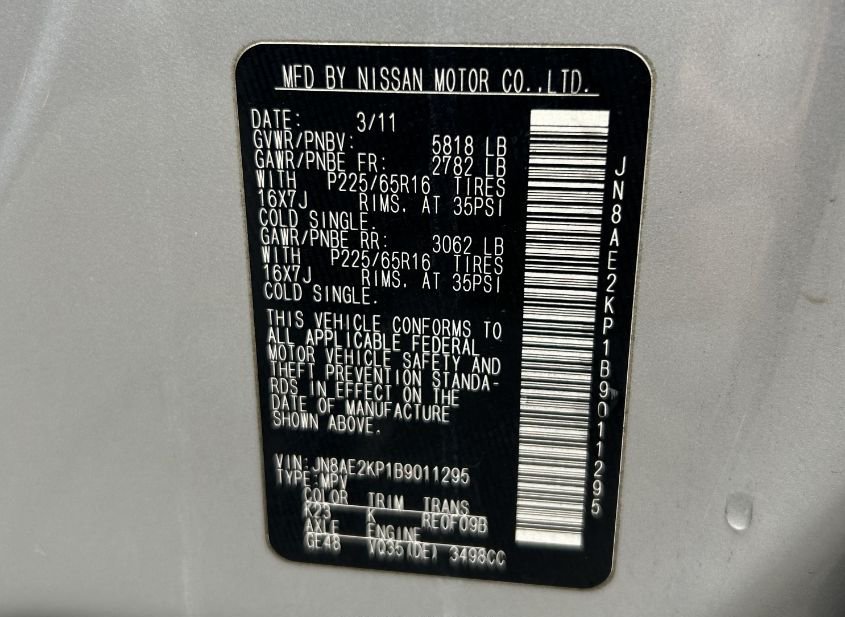 MFD BY NISSAN MOTOR CO.,LTD.
DATE: 3/11
GVWR/PNBV: 5818 LB
GAWR/PNBE FR: 2782 LB
WITH P225/65R16 TIRES
16X7J RIMS. AT 35PSI
COLD SINGLE.
GAWR/PNBE RR: 3062 LB
WITH P225/65R16 TIRES
16X7J RIMS. AT 35PSI
COLD SINGLE.
THIS VEHICLE CONFORMS TO
ALL APPLICABLE FEDERAL
MOTOR VEHICLE SAFETY AND
THEFT PREVENTION STANDA-
RDS IN EFFECT ON THE
DATE OF MANUFACTURE
SHOWN ABOVE.
VIN: JN8AE2KP1B9011295
TYPE: MPV
COLOR TRIM TRANS
K23 K RE0F09B
AXLE ENGINE
GE48 VQ35(DE) 3498CC
JN8AE2KP1B9011295